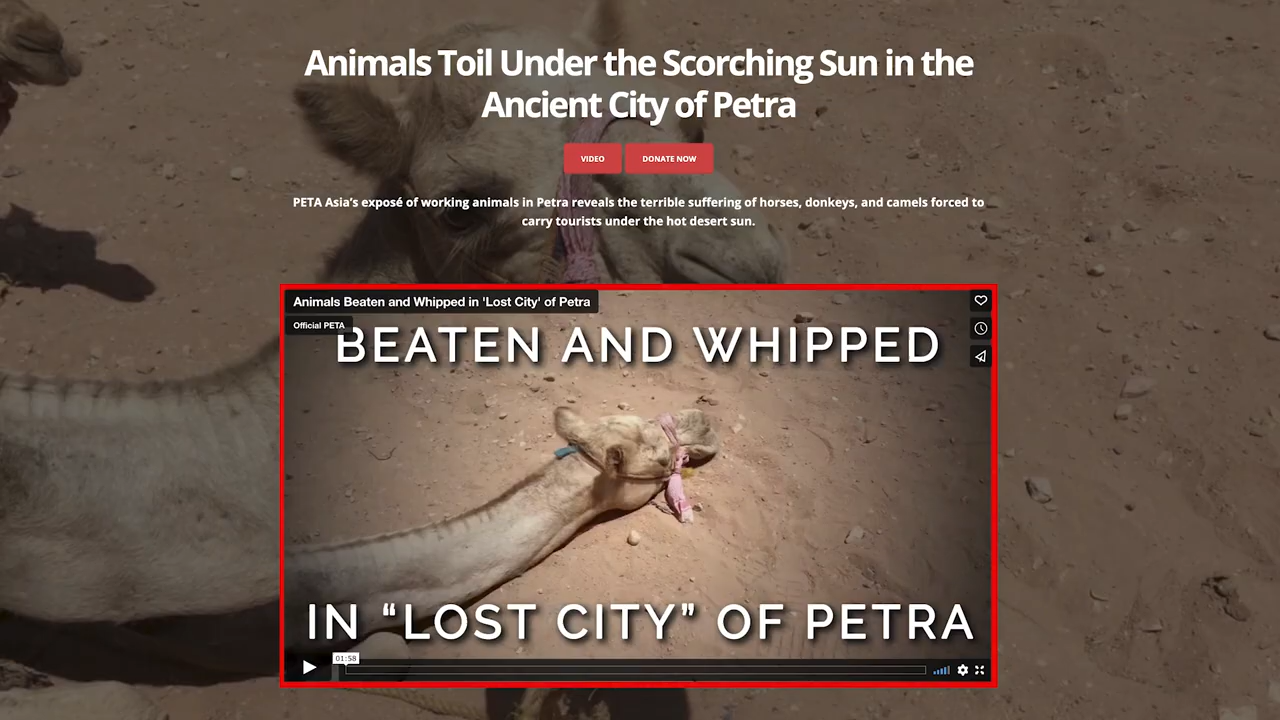 Animals Toil Under the Scorching Sun in the
Ancient City of Petra
VIDEO
DONATE NOW
PETA Asia’s exposé of working animals in Petra reveals the terrible suffering of horses, donkeys, and camels forced to
carry tourists under the hot desert sun.
Animals Beaten and Whipped in 'Lost City' of Petra
Official PETA
BEATEN AND WHIPPED
IN “LOST CITY” OF PETRA
01:58